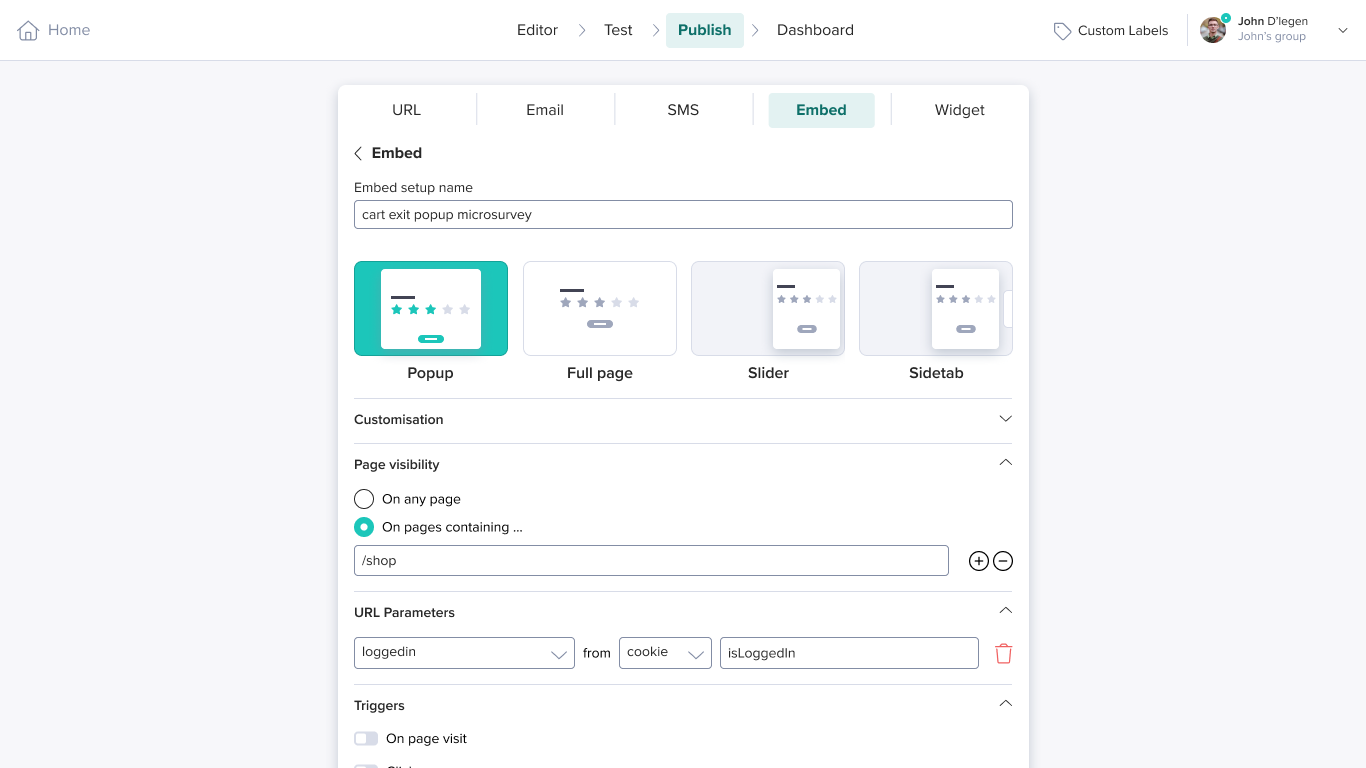 Home
Editor
Test
Publish
Dashboard
Custom Labels
John D'legen
John's group
URL
Email
SMS
Embed
Widget
Embed
Embed setup name
cart exit popup microsurvey
Popup
Full page
Slider
Sidetab
Customisation
Page visibility
On any page
On pages containing ...
/shop
URL Parameters
loggedin from cookie isLoggedIn
Triggers
On page visit